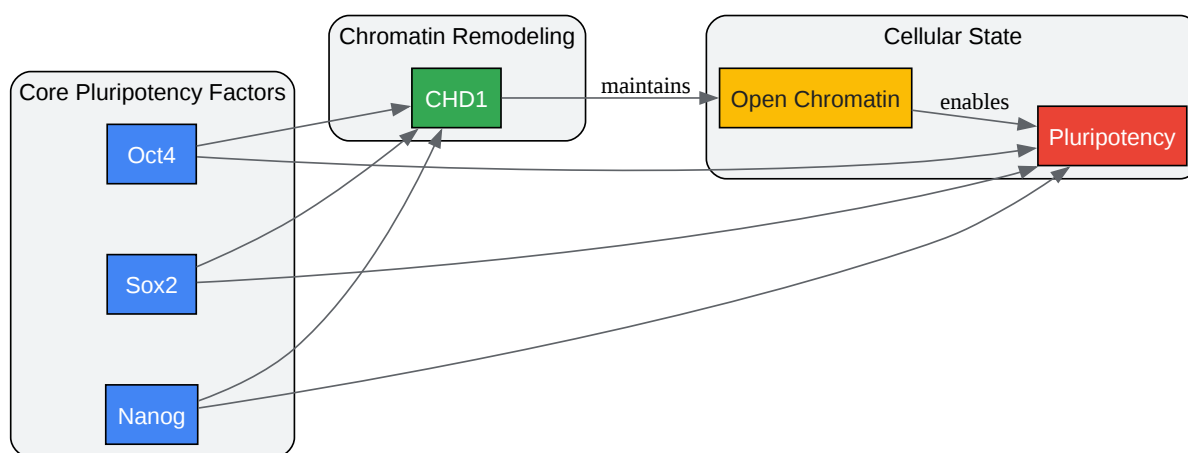 Core Pluripotency Factors
Oct4
Sox2
Nanog
Chromatin Remodeling
CHD1
maintains
Cellular State
Open Chromatin
enables
Pluripotency